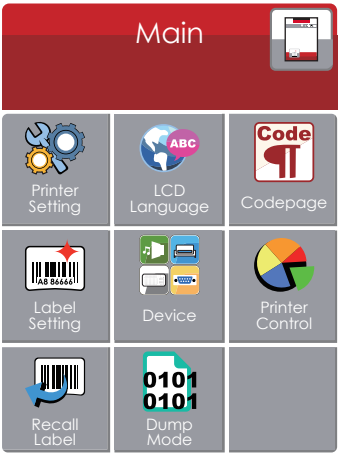 Main
ABC
Code
Printer
Setting
LCD
Language
Codepage
A8 86666
Label
Setting
Device
Printer
Control
0101
0101
Recall
Label
Dump
Mode